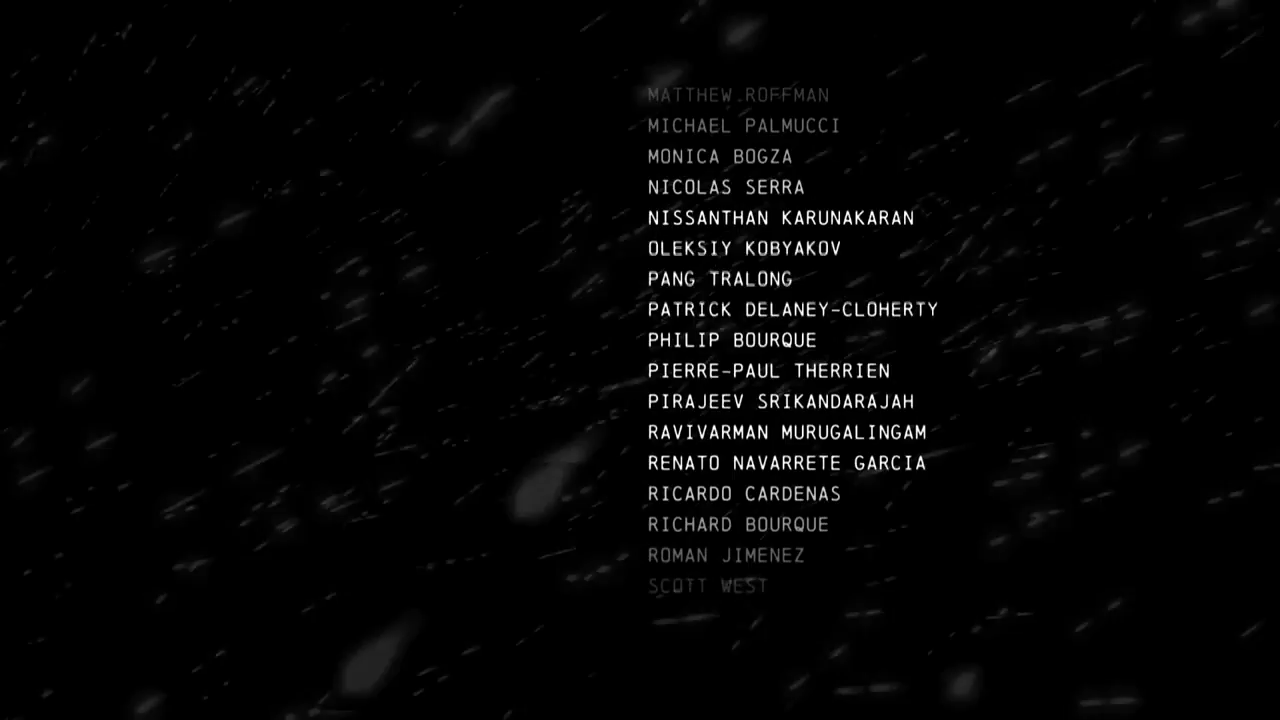 MATTHEW ROFFMAN
MICHAEL PALMUCCI
MONICA BOGZA
NICOLAS SERRA
NISSANTHAN KARUNAKARAN
OLEKSIY KOBYAKOV
PANG TRALONG
PATRICK DELANEY-CLOHERTY
PHILIP BOURQUE
PIERRE-PAUL THERRIEN
PIRAJEEV SRIKANDARAJAH
RAVIVARMAN MURUGALINGAM
RENATO NAVARRETE GARCIA
RICARDO CARDENAS
RICHARD BOURQUE
ROMAN JIMENEZ
SCOTT WEST